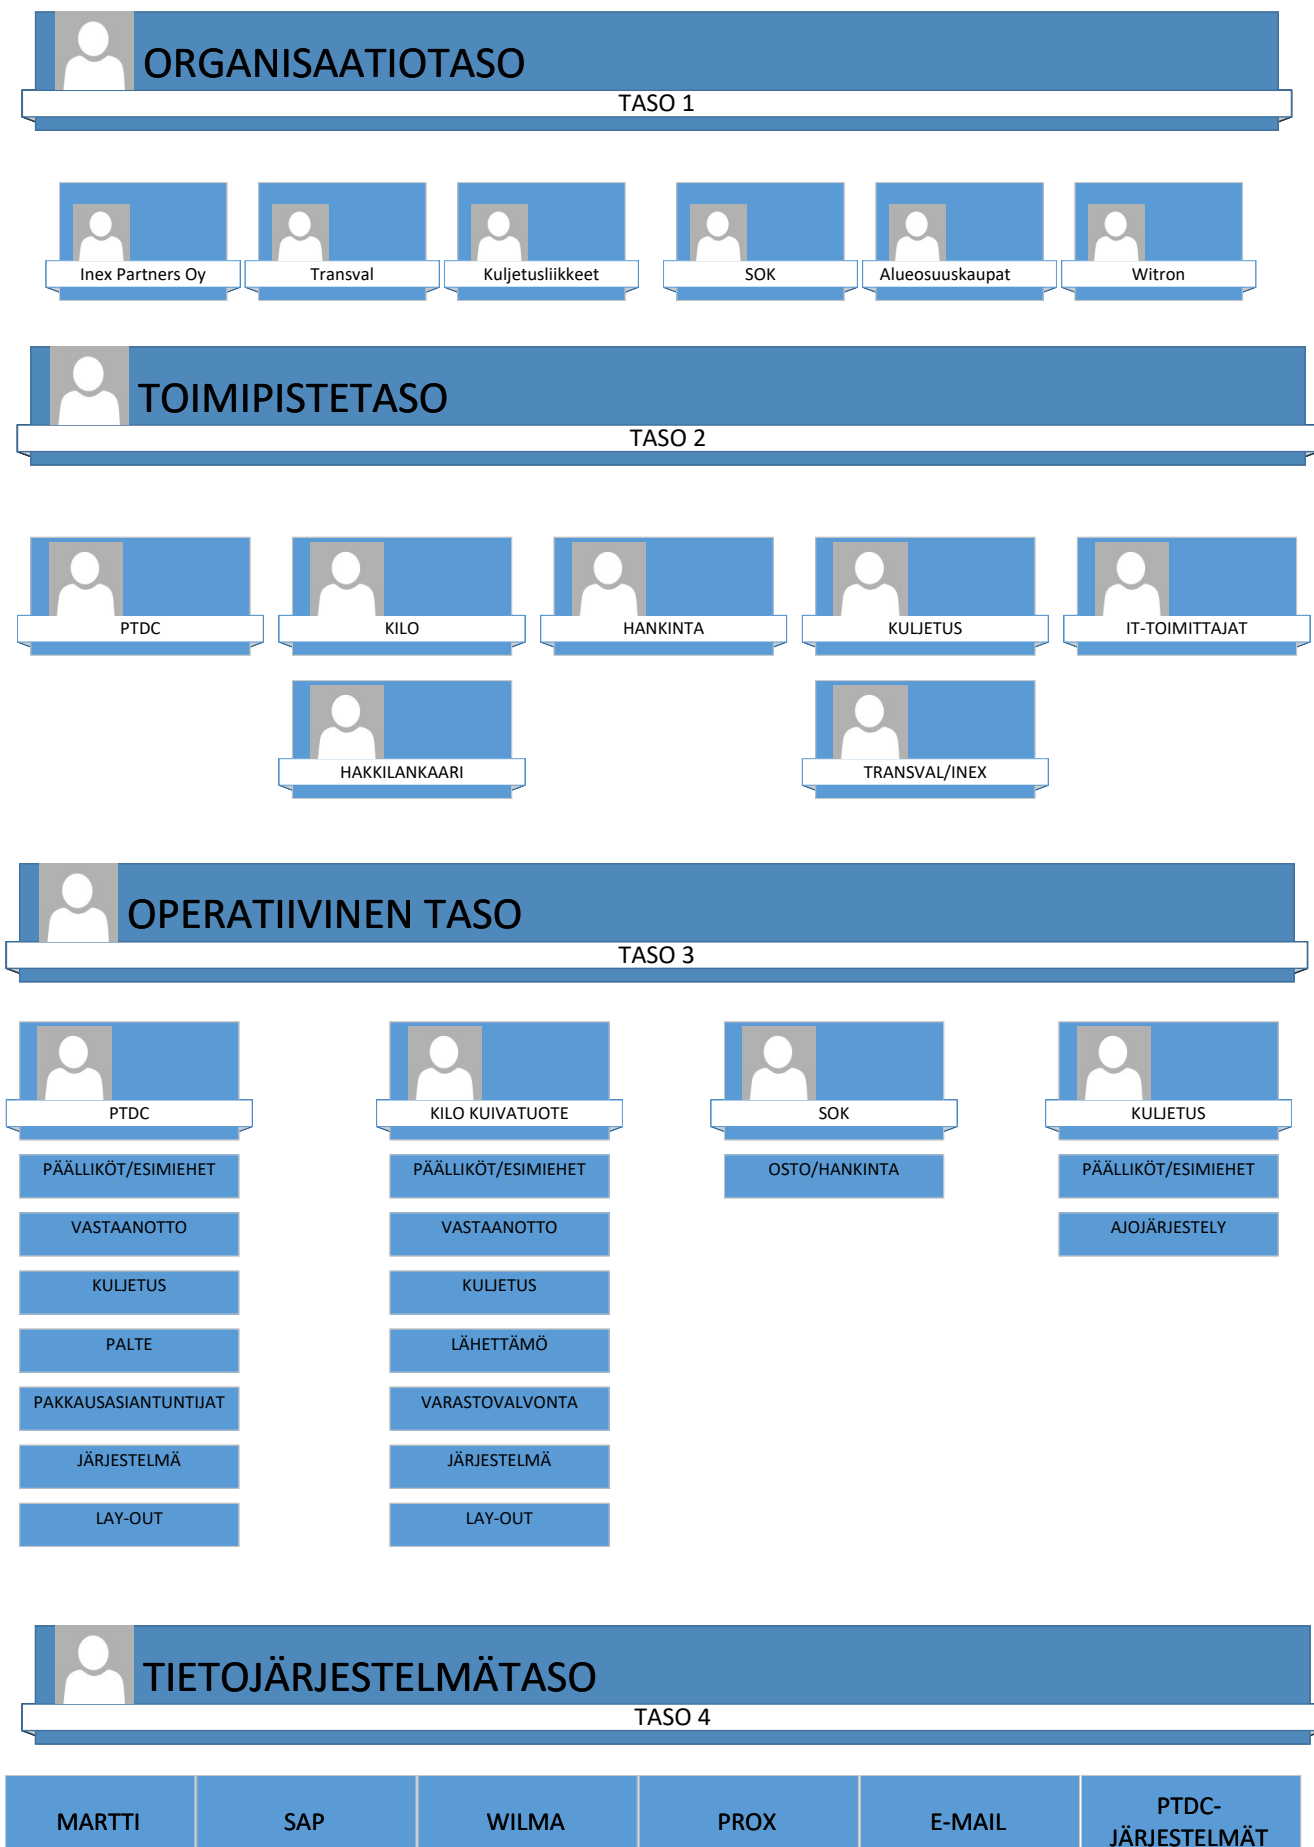 ORGANISAATIOTASO
TASO 1
Inex Partners Oy
Transval
Kuljetusliikkeet
SOK
Alueosuuskaupat
Witron
TOIMIPISTETASO
TASO 2
PTDC
KILO
HANKINTA
KULJETUS
IT-TOIMITTAJAT
HAKKILANKAARI
TRANSVAL/INEX
OPERATIIVINEN TASO
TASO 3
PTDC
KILO KUIVATUOTE
SOK
KULJETUS
PÄÄLLIKÖT/ESIMIEHET
PÄÄLLIKÖT/ESIMIEHET
OSTO/HANKINTA
PÄÄLLIKÖT/ESIMIEHET
VASTAANOTTO
VASTAANOTTO
AJOJÄRJESTELY
KULJETUS
KULJETUS
PALTE
LÄHETTÄMÖ
PAKKAUSASIANTUNTIJAT
VARASTOVALVONTA
JÄRJESTELMÄ
JÄRJESTELMÄ
LAY-OUT
LAY-OUT
TIETOJÄRJESTELMÄTASO
TASO 4
MARTTI
SAP
WILMA
PROX
E-MAIL
PTDC-
JÄRJESTELMÄT